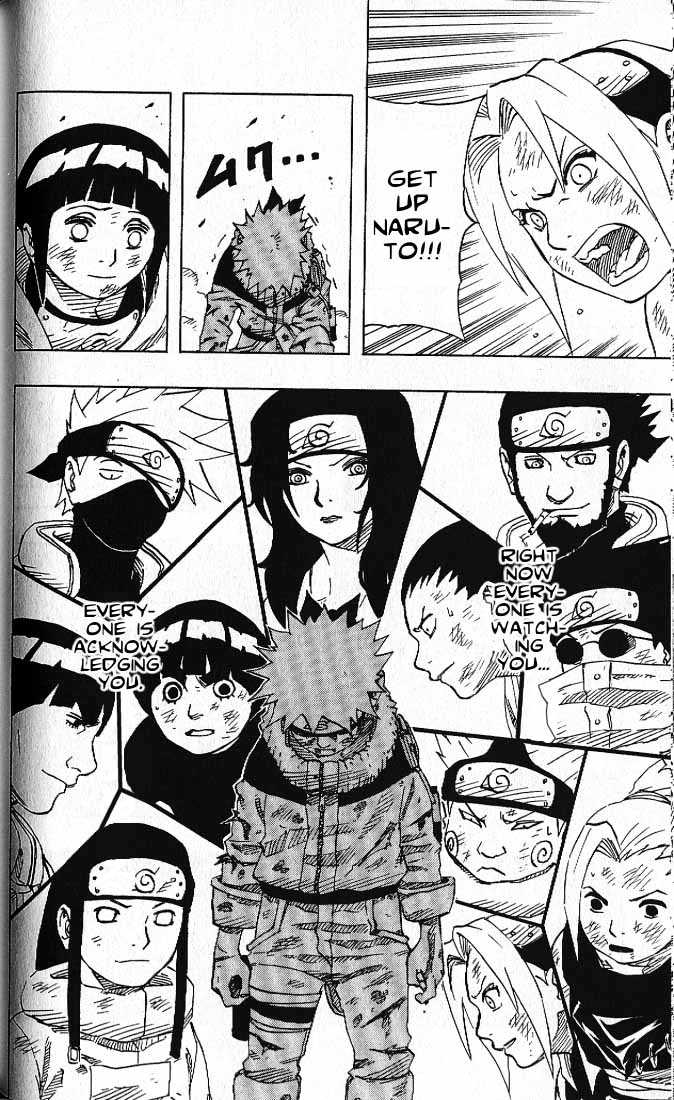 GET
UP
NARU-
TO!!!
ムク...
RIGHT
NOW
EVERY-
ONE IS
WATCH-
ING
YOU...
EVERY-
ONE IS
ACKNOW-
LEDGING
YOU.